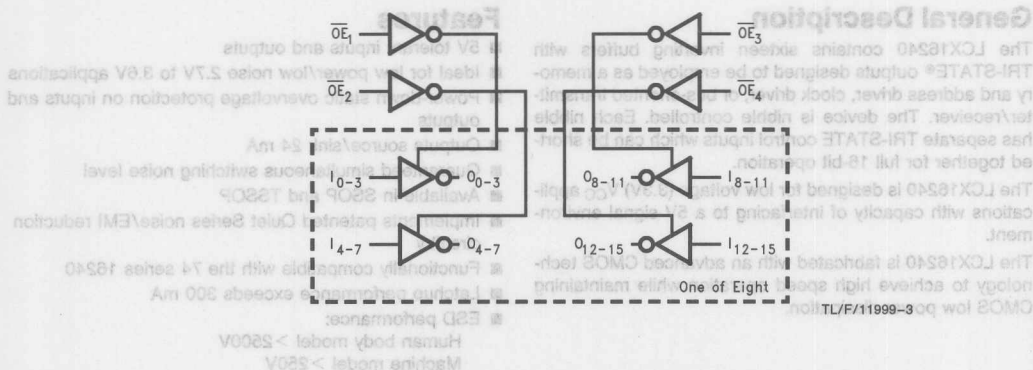 General Description
The LCX16240 contains sixteen inverting buffers with
TRI-STATE® outputs designed to be employed as a memo-
ry and address driver, clock driver, or bus oriented transmit-
ter/receiver. The device is nibble controlled. Each nibble
has separate TRI-STATE control inputs which can be short-
ed together for full 16-bit operation.
The LCX16240 is designed for low voltage (3.3V) VCC appli-
cations with capacity of interfacing to a 5V signal environ-
ment.
The LCX16240 is fabricated with an advanced CMOS tech-
nology to achieve high speed operation while maintaining
CMOS low power dissipation.
Features
■ 5V tolerant inputs and outputs
■ Ideal for low power/low noise 2.7V to 3.6V applications
■ Power-down static overvoltage protection on inputs and
outputs
■ Outputs source/sink 24 mA
■ Guaranteed simultaneous switching noise level
■ Available in SSOP and TSSOP
■ Implements patented Quiet Series noise/EMI reduction
■ Functionally compatible with the 74 series 16240
■ Latchup performance exceeds 300 mA
■ ESD performance:
Human body model >2500V
Machine model >250V
O̅E̅₁
O̅E̅₂
O̅E̅₃
O̅E̅₄
I₀₋₃ O₀₋₃
I₄₋₇ O₄₋₇
O₈₋₁₁ I₈₋₁₁
O₁₂₋₁₅ I₁₂₋₁₅
One of Eight
TL/F/11999–3